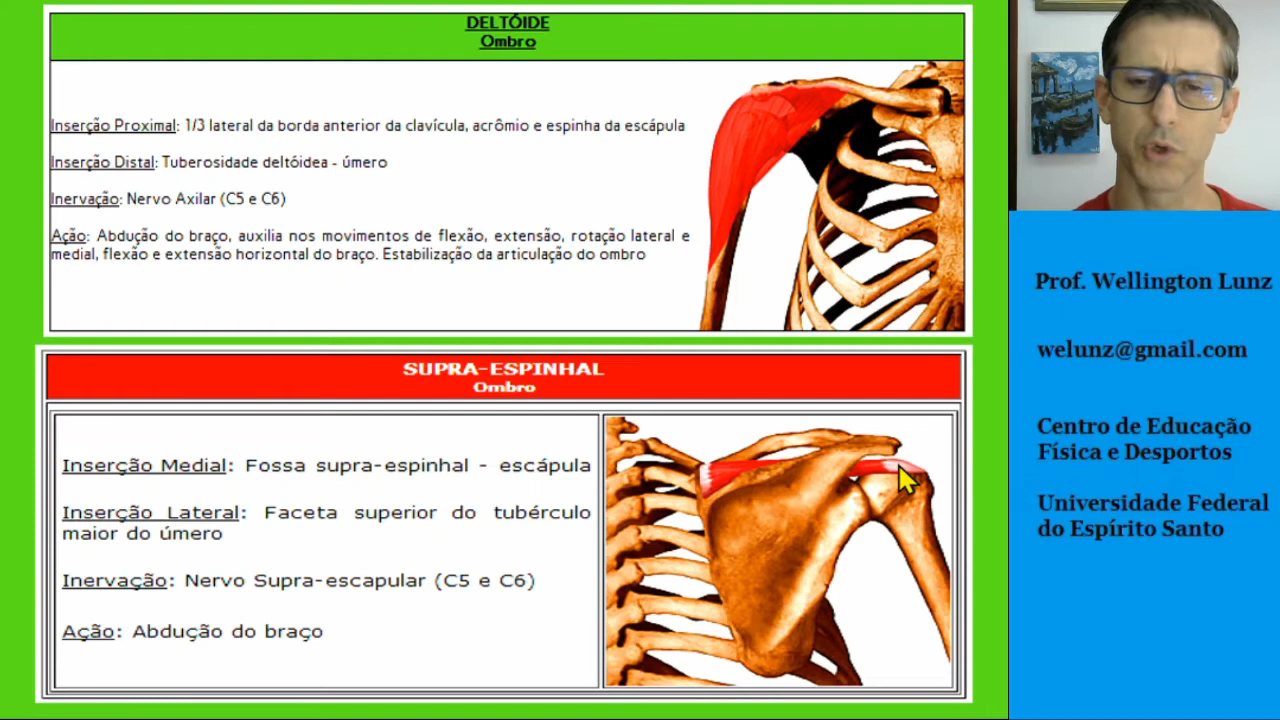 DELTÓIDE
Ombro
Inserção Proximal: 1/3 lateral da borda anterior da clavícula, acrômio e espinha da escápula
Inserção Distal: Tuberosidade deltóidea - úmero
Inervação: Nervo Axilar (C5 e C6)
Ação: Abdução do braço, auxilia nos movimentos de flexão, extensão, rotação lateral e
medial, flexão e extensão horizontal do braço. Estabilização da articulação do ombro
SUPRA-ESPINHAL
Ombro
Inserção Medial: Fossa supra-espinhal - escápula
Inserção Lateral: Faceta superior do tubérculo
maior do úmero
Inervação: Nervo Supra-escapular (C5 e C6)
Ação: Abdução do braço
Prof. Wellington Lunz
welunz@gmail.com
Centro de Educação
Física e Desportos
Universidade Federal
do Espírito Santo